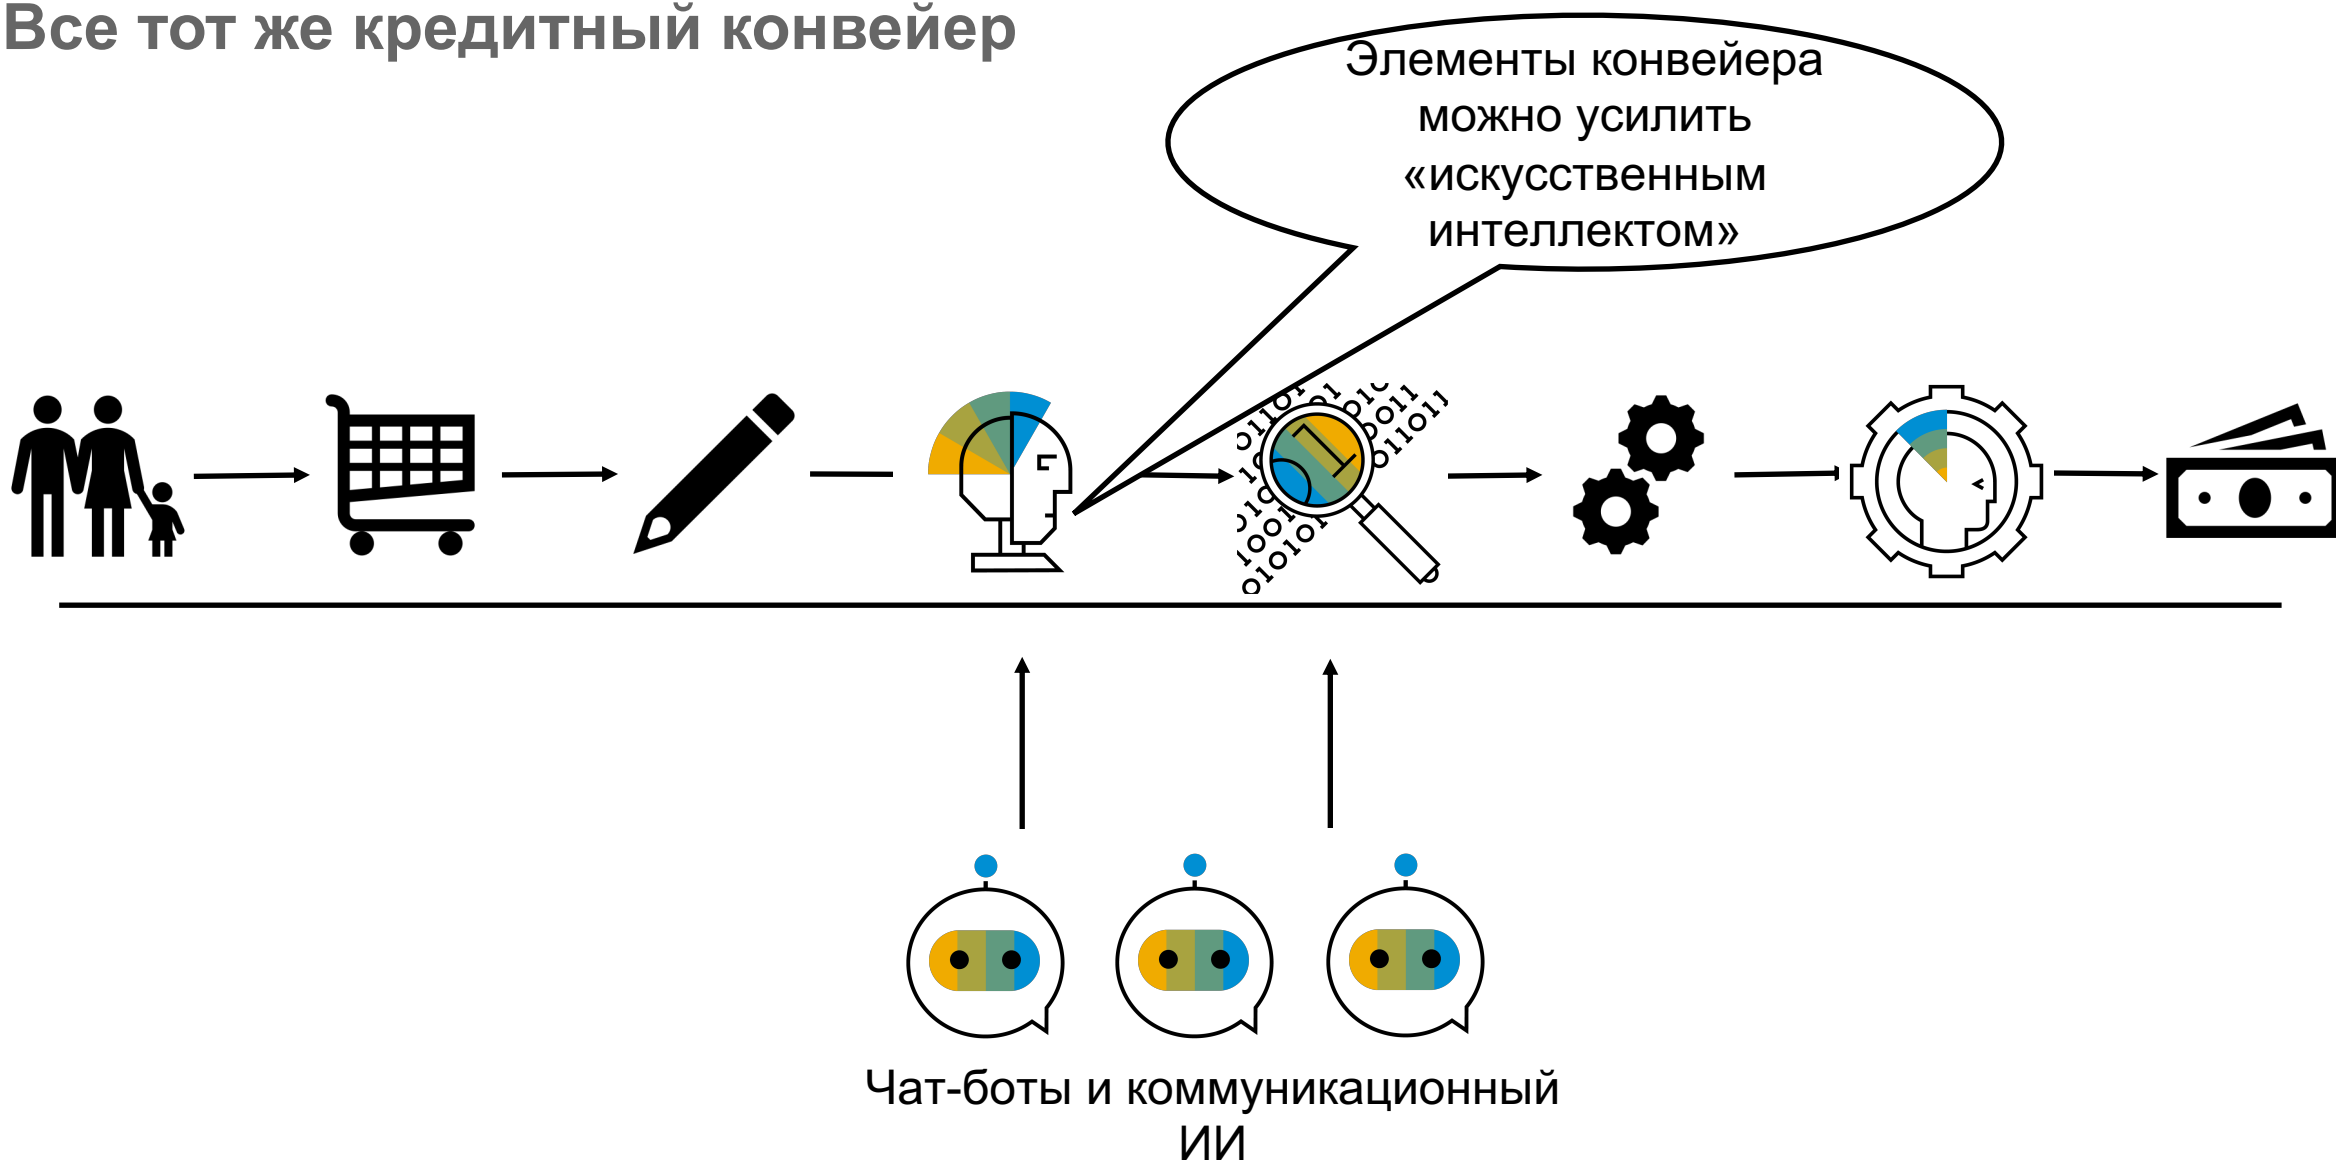 Все тот же кредитный конвейер
Элементы конвейера
можно усилить
«искусственным
интеллектом»
Чат-боты и коммуникационный
ИИ